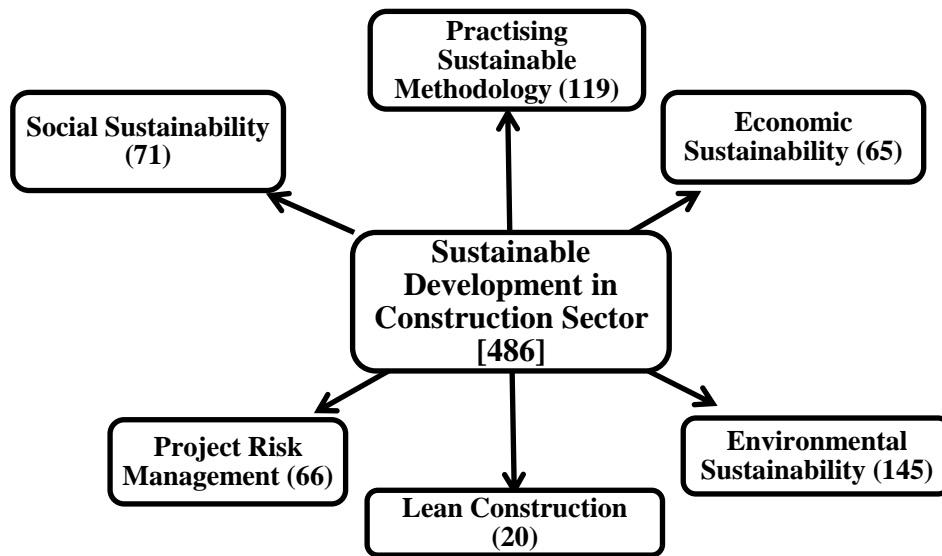 Practising
Sustainable
Methodology (119)
Social Sustainability
(71)
Economic
Sustainability (65)
Sustainable
Development in
Construction Sector
[486]
Project Risk
Management (66)
Lean Construction
(20)
Environmental
Sustainability (145)